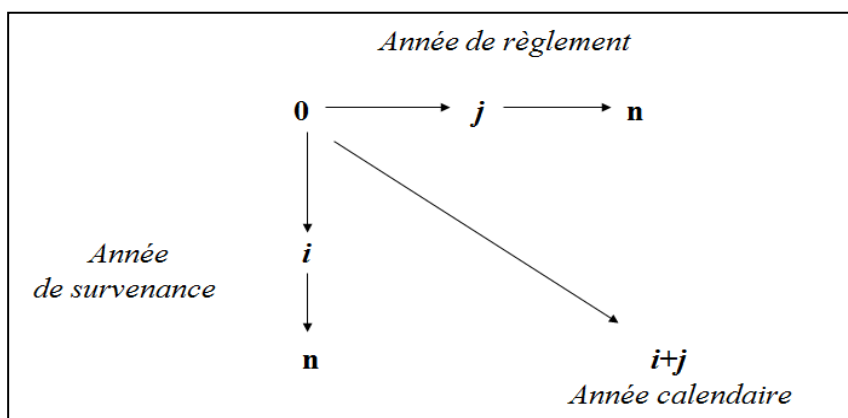 Année de règlement
0 j n
i
Année
de survenance
n
i+j
Année calendaire